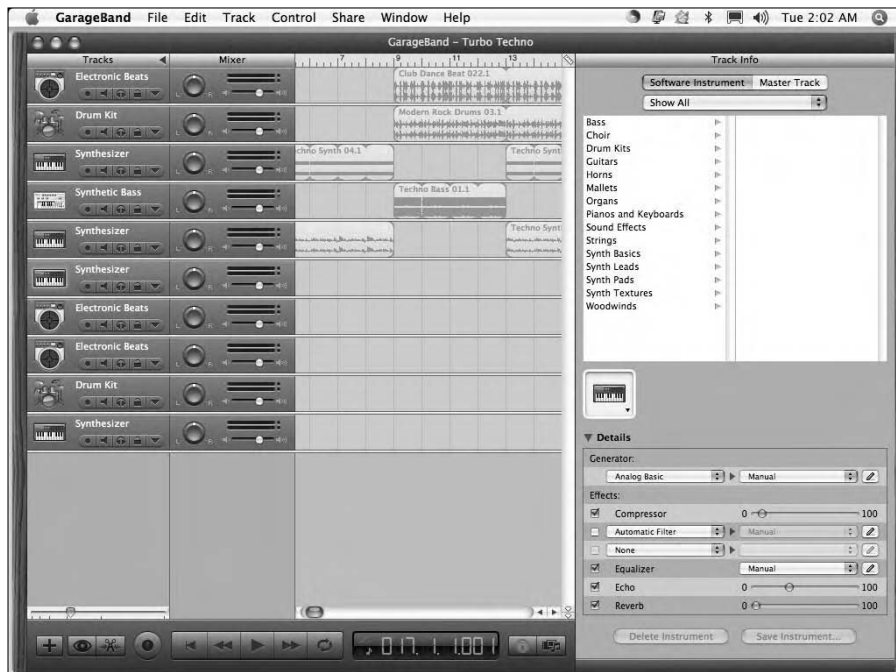 GarageBand File Edit Track Control Share Window Help Tue 2:02 AM
GarageBand – Turbo Techno
Tracks Mixer 7 9 11 13
Electronic Beats
Club Dance Beat 022.1
Drum Kit
Modern Rock Drums 03.1
Synthesizer
chno Synth 04.1 Techno Synt
Synthetic Bass
Techno Bass 01.1
Synthesizer
Techno Synt
Synthesizer
Electronic Beats
Electronic Beats
Drum Kit
Synthesizer
017. 1. 1.001
Track Info
Software Instrument Master Track
Show All
Bass
Choir
Drum Kits
Guitars
Horns
Mallets
Organs
Pianos and Keyboards
Sound Effects
Strings
Synth Basics
Synth Leads
Synth Pads
Synth Textures
Woodwinds
Details
Generator:
Analog Basic Manual
Effects:
Compressor 0 100
Automatic Filter Manual
None
Equalizer Manual
Echo 0 100
Reverb 0 100
Delete Instrument Save Instrument...